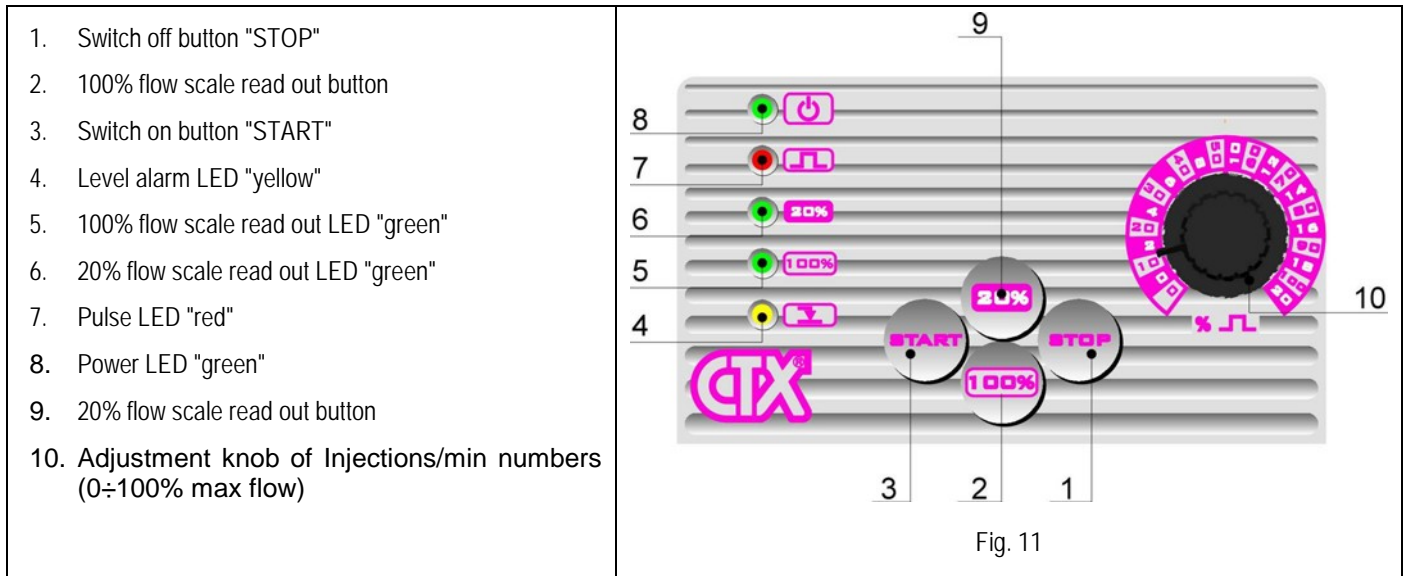 1. Switch off button "STOP"
2. 100% flow scale read out button
3. Switch on button "START"
4. Level alarm LED "yellow"
5. 100% flow scale read out LED "green"
6. 20% flow scale read out LED "green"
7. Pulse LED "red"
8. Power LED "green"
9. 20% flow scale read out button
10. Adjustment knob of Injections/min numbers
(0÷100% max flow)
9
8
7
6
20%
5
100%
4
20%
START
STOP
100%
CTX®
%
10
3
2
1
Fig. 11